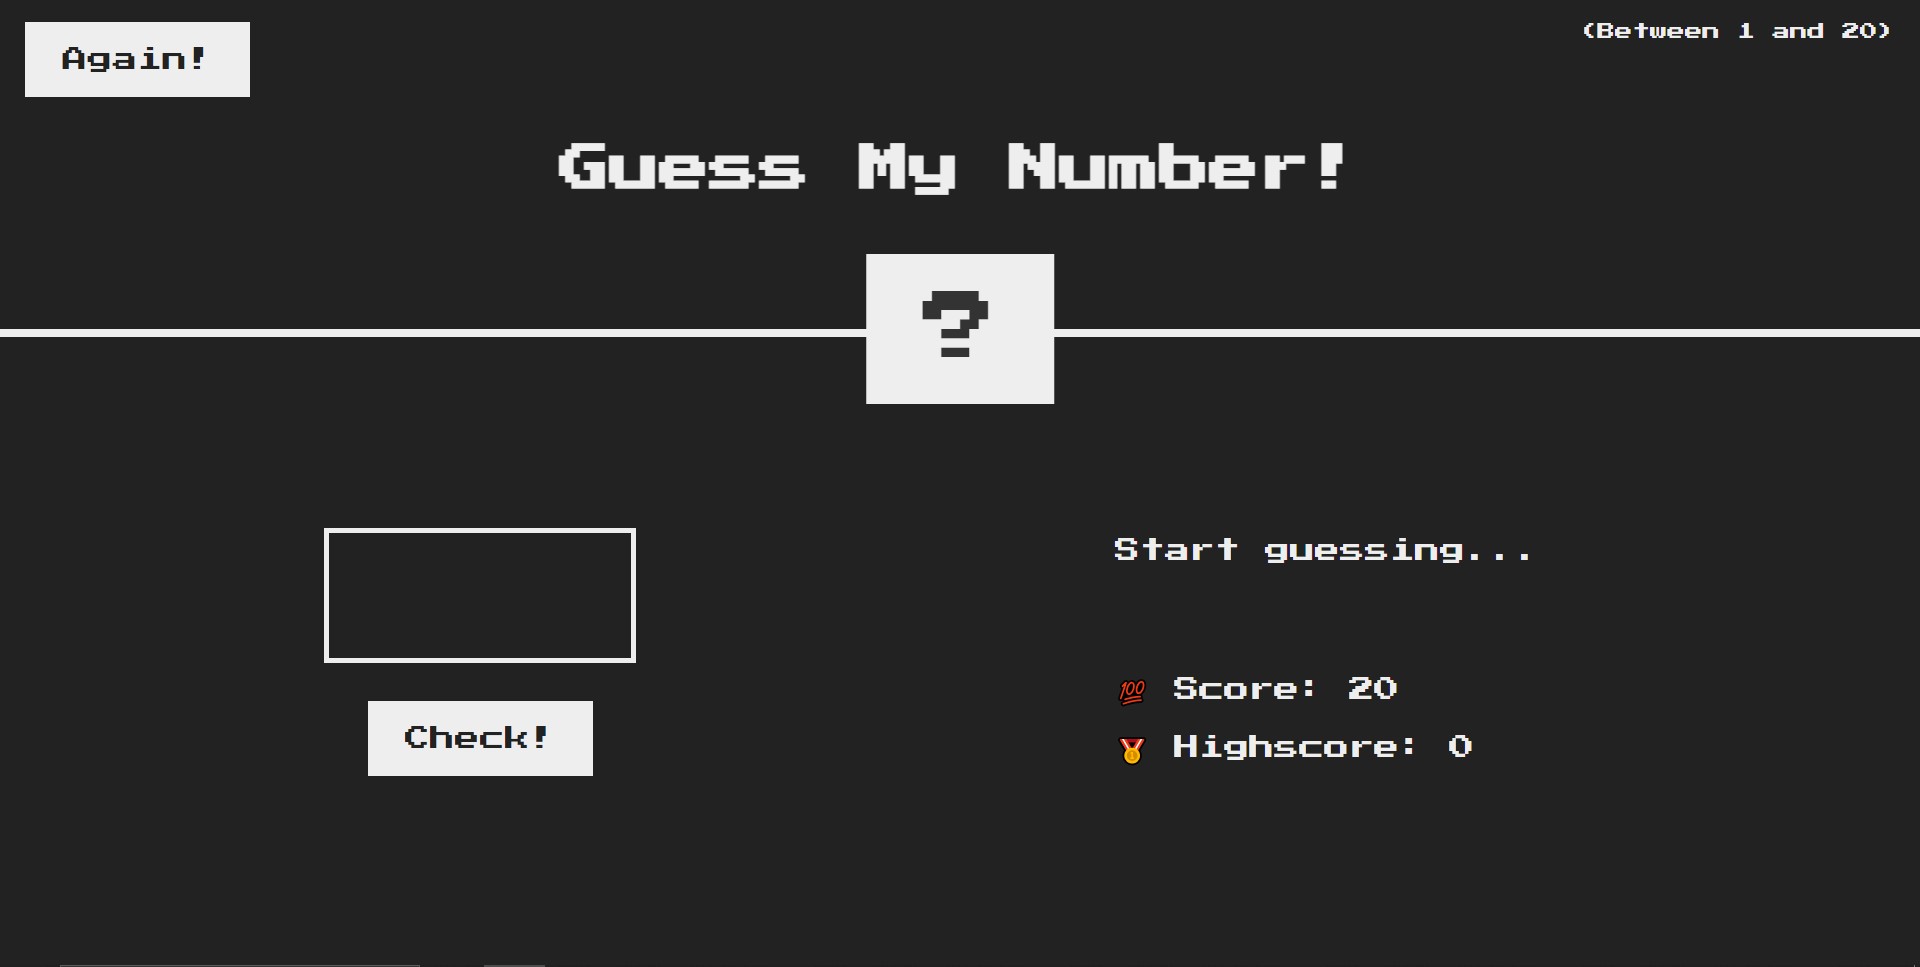 Again!
(Between 1 and 20)
Guess My Number!
?
Start guessing...
💯 Score: 20
Check!
🥇 Highscore: 0